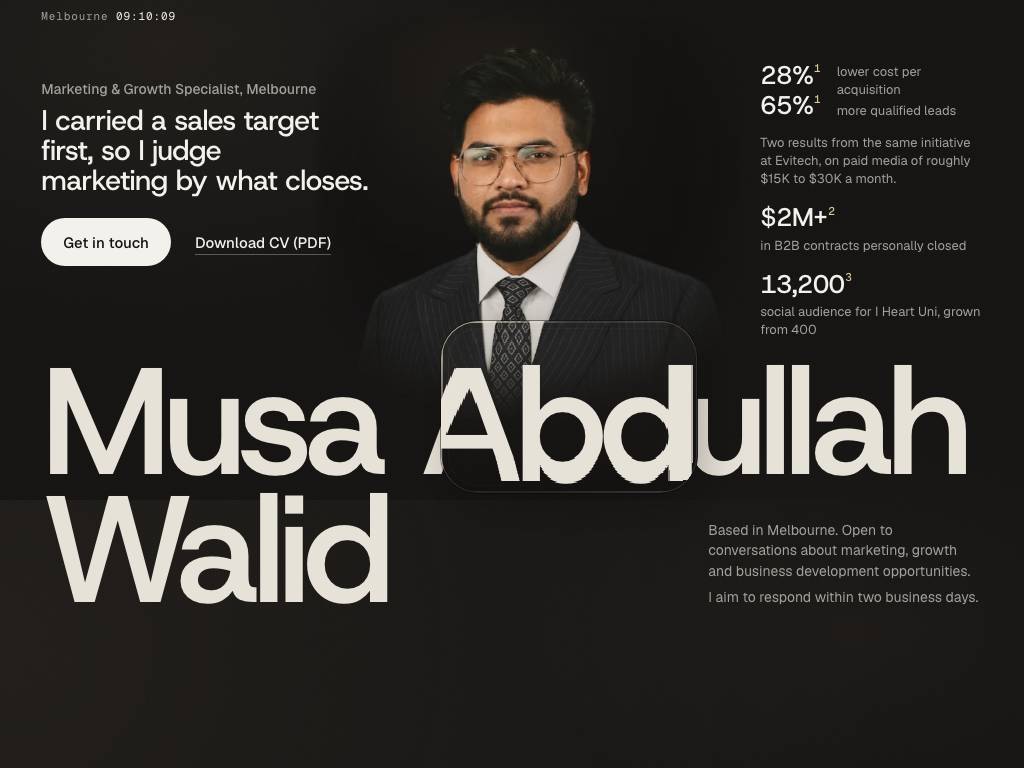 Melbourne 09:10:09
Marketing & Growth Specialist, Melbourne
I carried a sales target
first, so I judge
marketing by what closes.
Get in touch
Download CV (PDF)
28%1 lower cost per
acquisition
65%1 more qualified leads
Two results from the same initiative
at Evitech, on paid media of roughly
$15K to $30K a month.
$2M+2
in B2B contracts personally closed
13,2003
social audience for I Heart Uni, grown
from 400
Musa Abdullah
Walid
Based in Melbourne. Open to
conversations about marketing, growth
and business development opportunities.
I aim to respond within two business days.